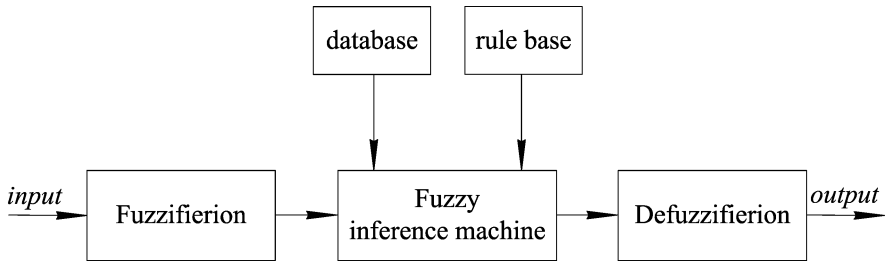 database
rule base
input
Fuzzifierion
Fuzzy
inference machine
Defuzzifierion
output